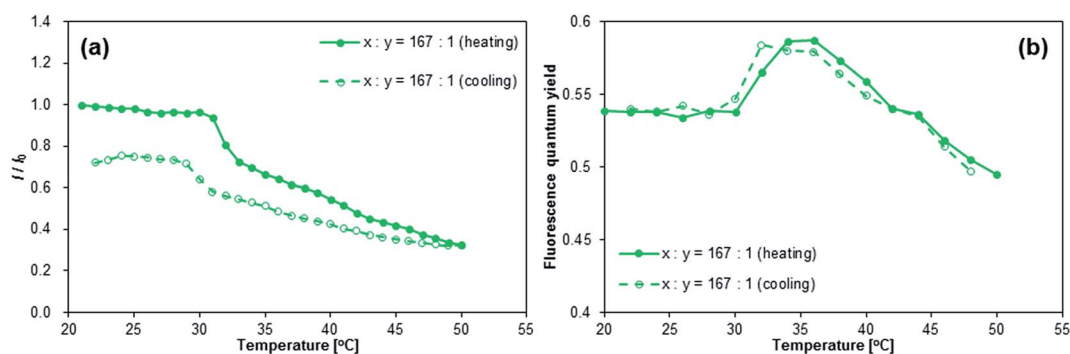 (a)
x : y = 167 : 1 (heating)
x : y = 167 : 1 (cooling)
1.4
1.2
1.0
0.8
0.6
0.4
0.2
0.0
I / I0
20 25 30 35 40 45 50 55
Temperature [ºC]
(b)
0.6
0.55
0.5
0.45
0.4
Fluorescence quantum yield
x : y = 167 : 1 (heating)
x : y = 167 : 1 (cooling)
20 25 30 35 40 45 50 55
Temperature [ºC]